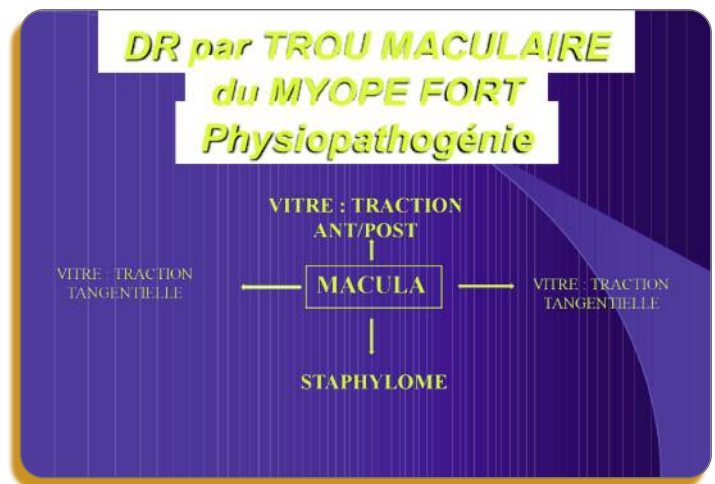 DR par TROU MACULAIRE
du MYOPE FORT
Physiopathogénie
VITRE : TRACTION
ANT/POST
VITRE : TRACTION
TANGENTIELLE
MACULA
VITRE : TRACTION
TANGENTIELLE
STAPHYLOME